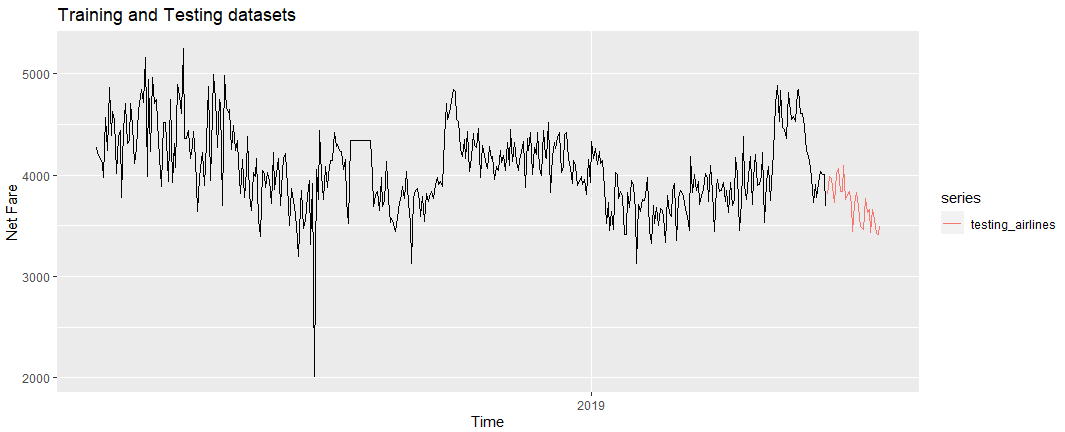 Training and Testing datasets
5000
4000
3000
2000
Net Fare
2019
Time
series
testing_airlines